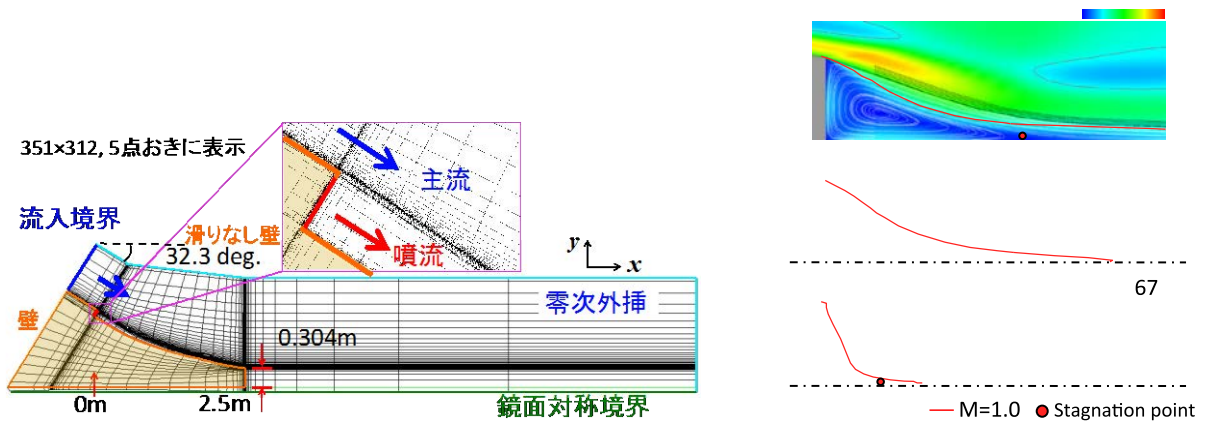 351×312, 5点おきに表示
流入境界
滑りなし壁
32.3 deg.
主流
噴流
y
x
零次外挿
壁
0.304m
0m
2.5m
鏡面対称境界
67
M=1.0
Stagnation point